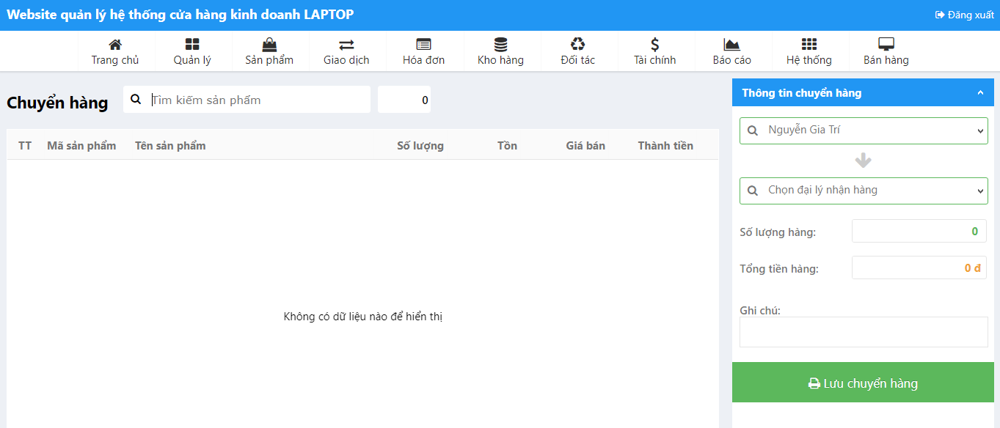 Website quản lý hệ thống cửa hàng kinh doanh LAPTOP
Đăng xuất
Trang chủ
Quản lý
Sản phẩm
Giao dịch
Hóa đơn
Kho hàng
Đối tác
Tài chính
Báo cáo
Hệ thống
Bán hàng
Chuyển hàng
Tìm kiếm sản phẩm
0
TT Mã sản phẩm Tên sản phẩm Số lượng Tồn Giá bán Thành tiền
Không có dữ liệu nào để hiển thị
Thông tin chuyển hàng
Nguyễn Gia Trí
Chọn đại lý nhận hàng
Số lượng hàng: 0
Tổng tiền hàng: 0 đ
Ghi chú:
Lưu chuyển hàng